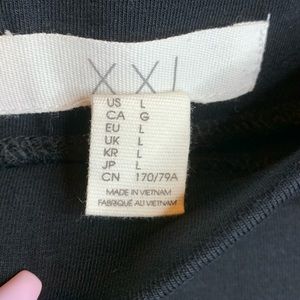 XXI
US L
CA G
EU L
UK L
KR L
JP L
CN 170/79A
MADE IN VIETNAM
FABRIQUÉ AU VIETNAM